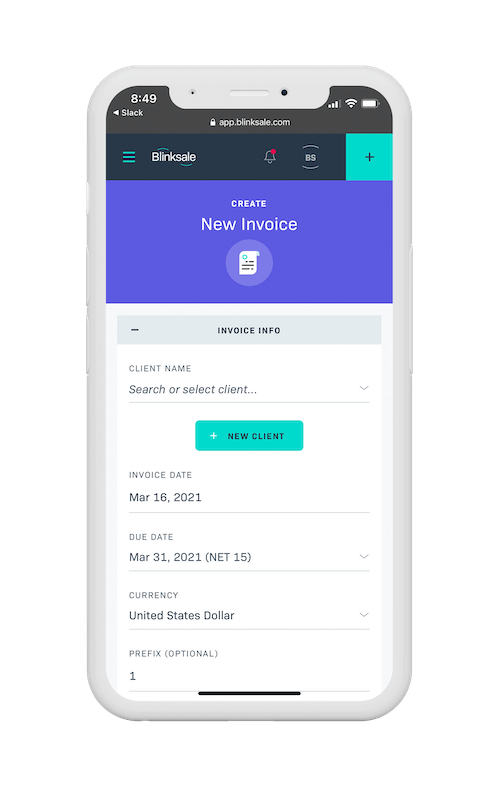 8:49
◀ Slack
app.blinksale.com
Blinksale
BS
+
CREATE
New Invoice
− INVOICE INFO
CLIENT NAME
Search or select client...
+ NEW CLIENT
INVOICE DATE
Mar 16, 2021
DUE DATE
Mar 31, 2021 (NET 15)
CURRENCY
United States Dollar
PREFIX (OPTIONAL)
1